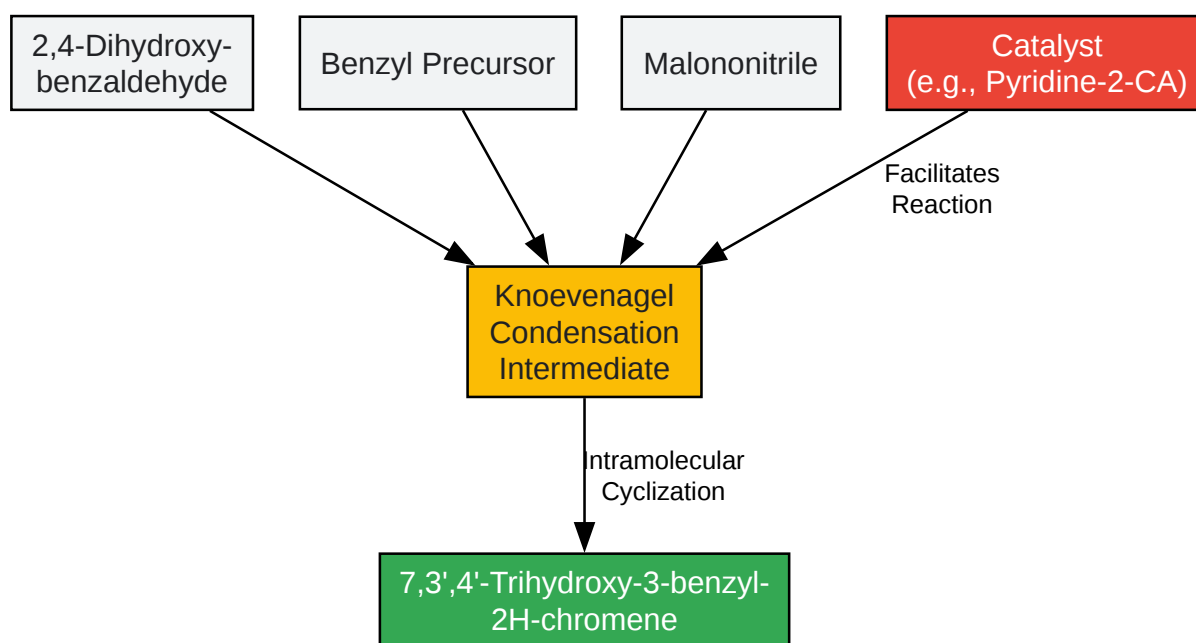 2,4-Dihydroxy-
benzaldehyde
Benzyl Precursor
Malononitrile
Catalyst
(e.g., Pyridine-2-CA)
Facilitates
Reaction
Knoevenagel
Condensation
Intermediate
Intramolecular
Cyclization
7,3',4'-Trihydroxy-3-benzyl-
2H-chromene